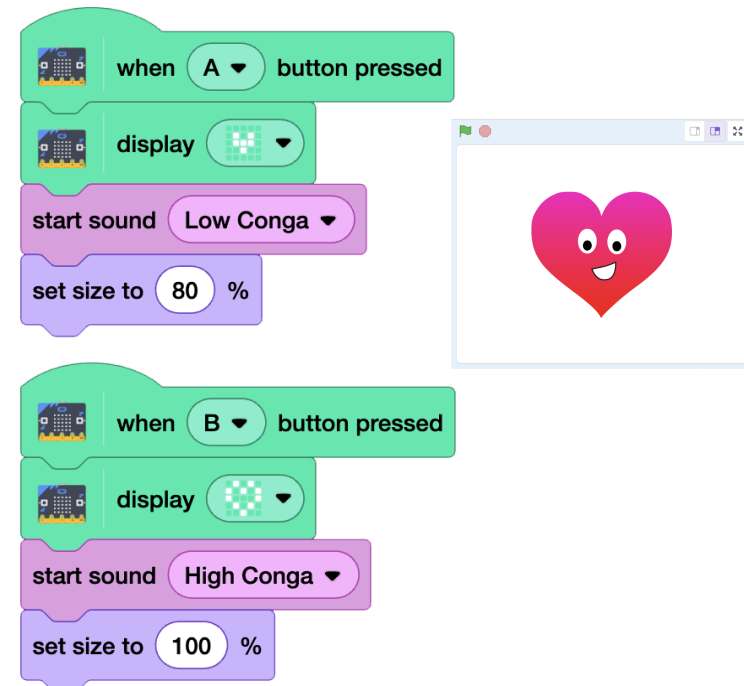 when A button pressed
display
start sound Low Conga
set size to 80 %
when B button pressed
display
start sound High Conga
set size to 100 %